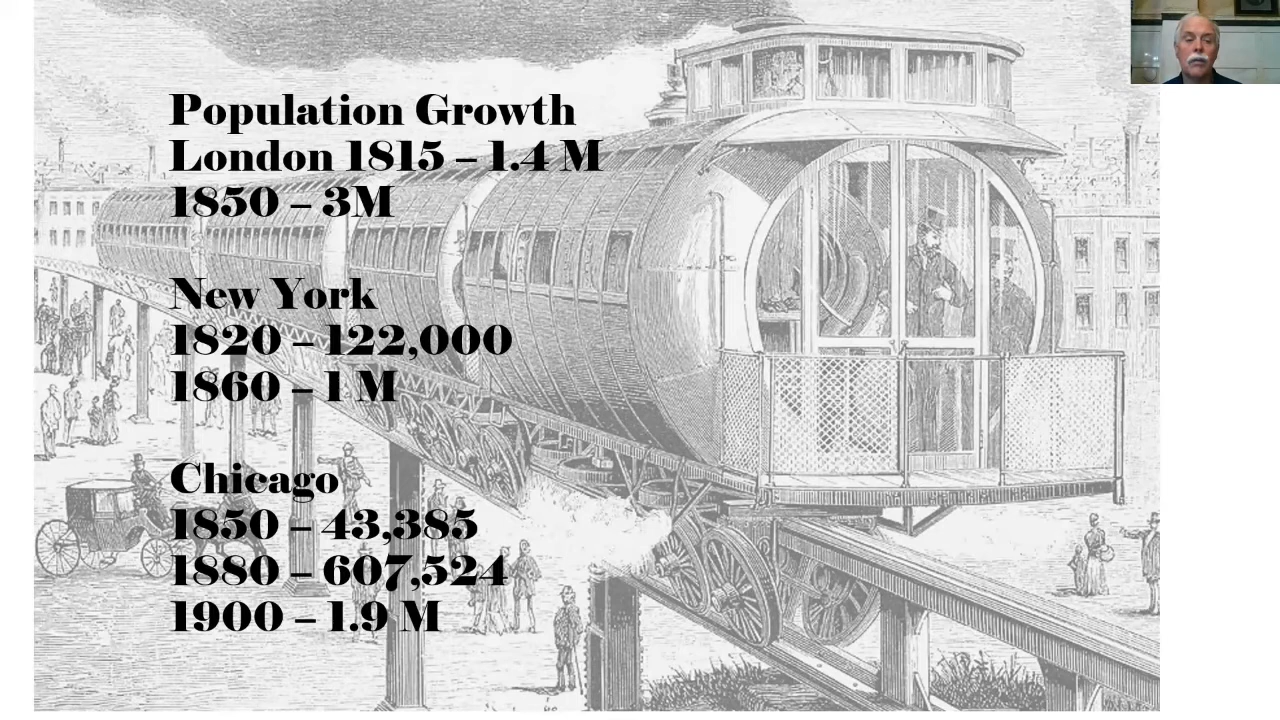 Population Growth
London 1815 – 1.4 M
1850 – 3M
New York
1820 – 122,000
1860 – 1 M
Chicago
1850 – 43,385
1880 – 607,524
1900 – 1.9 M